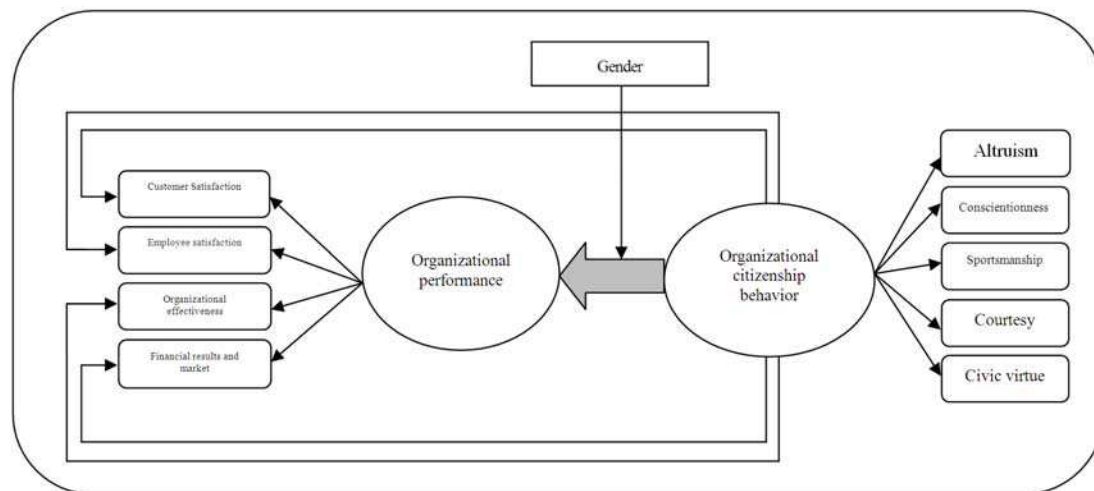 Gender
Customer Satisfaction
Employee satisfaction
Organizational
effectiveness
Financial results and
market
Organizational
performance
Organizational
citizenship
behavior
Altruism
Conscientionness
Sportsmanship
Courtesy
Civic virtue